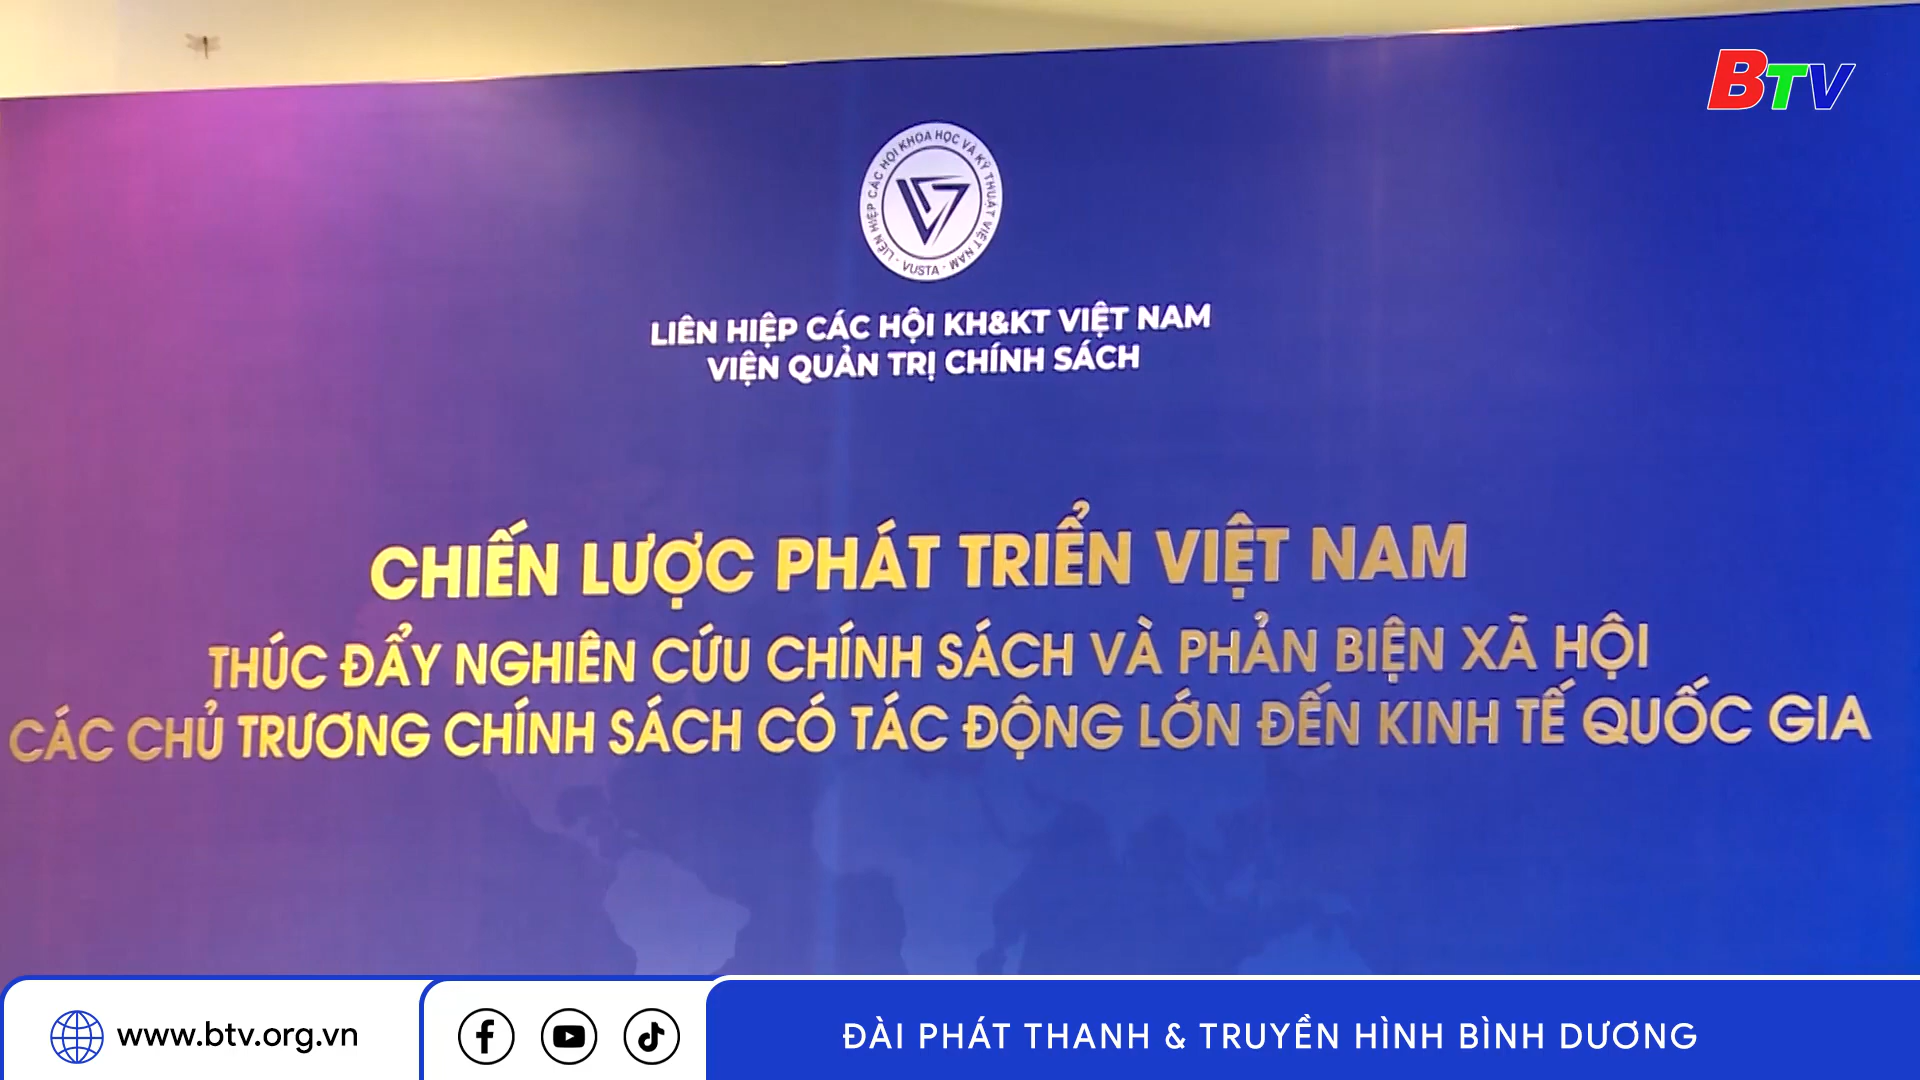 BTV
LIÊN HIỆP CÁC HỘI KHOA HỌC VÀ KỸ THUẬT VIỆT NAM
· VUSTA ·
LIÊN HIỆP CÁC HỘI KH&KT VIỆT NAM
VIỆN QUẢN TRỊ CHÍNH SÁCH
CHIẾN LƯỢC PHÁT TRIỂN VIỆT NAM
THÚC ĐẨY NGHIÊN CỨU CHÍNH SÁCH VÀ PHẢN BIỆN XÃ HỘI
CÁC CHỦ TRƯƠNG CHÍNH SÁCH CÓ TÁC ĐỘNG LỚN ĐẾN KINH TẾ QUỐC GIA
www.btv.org.vn
ĐÀI PHÁT THANH & TRUYỀN HÌNH BÌNH DƯƠNG